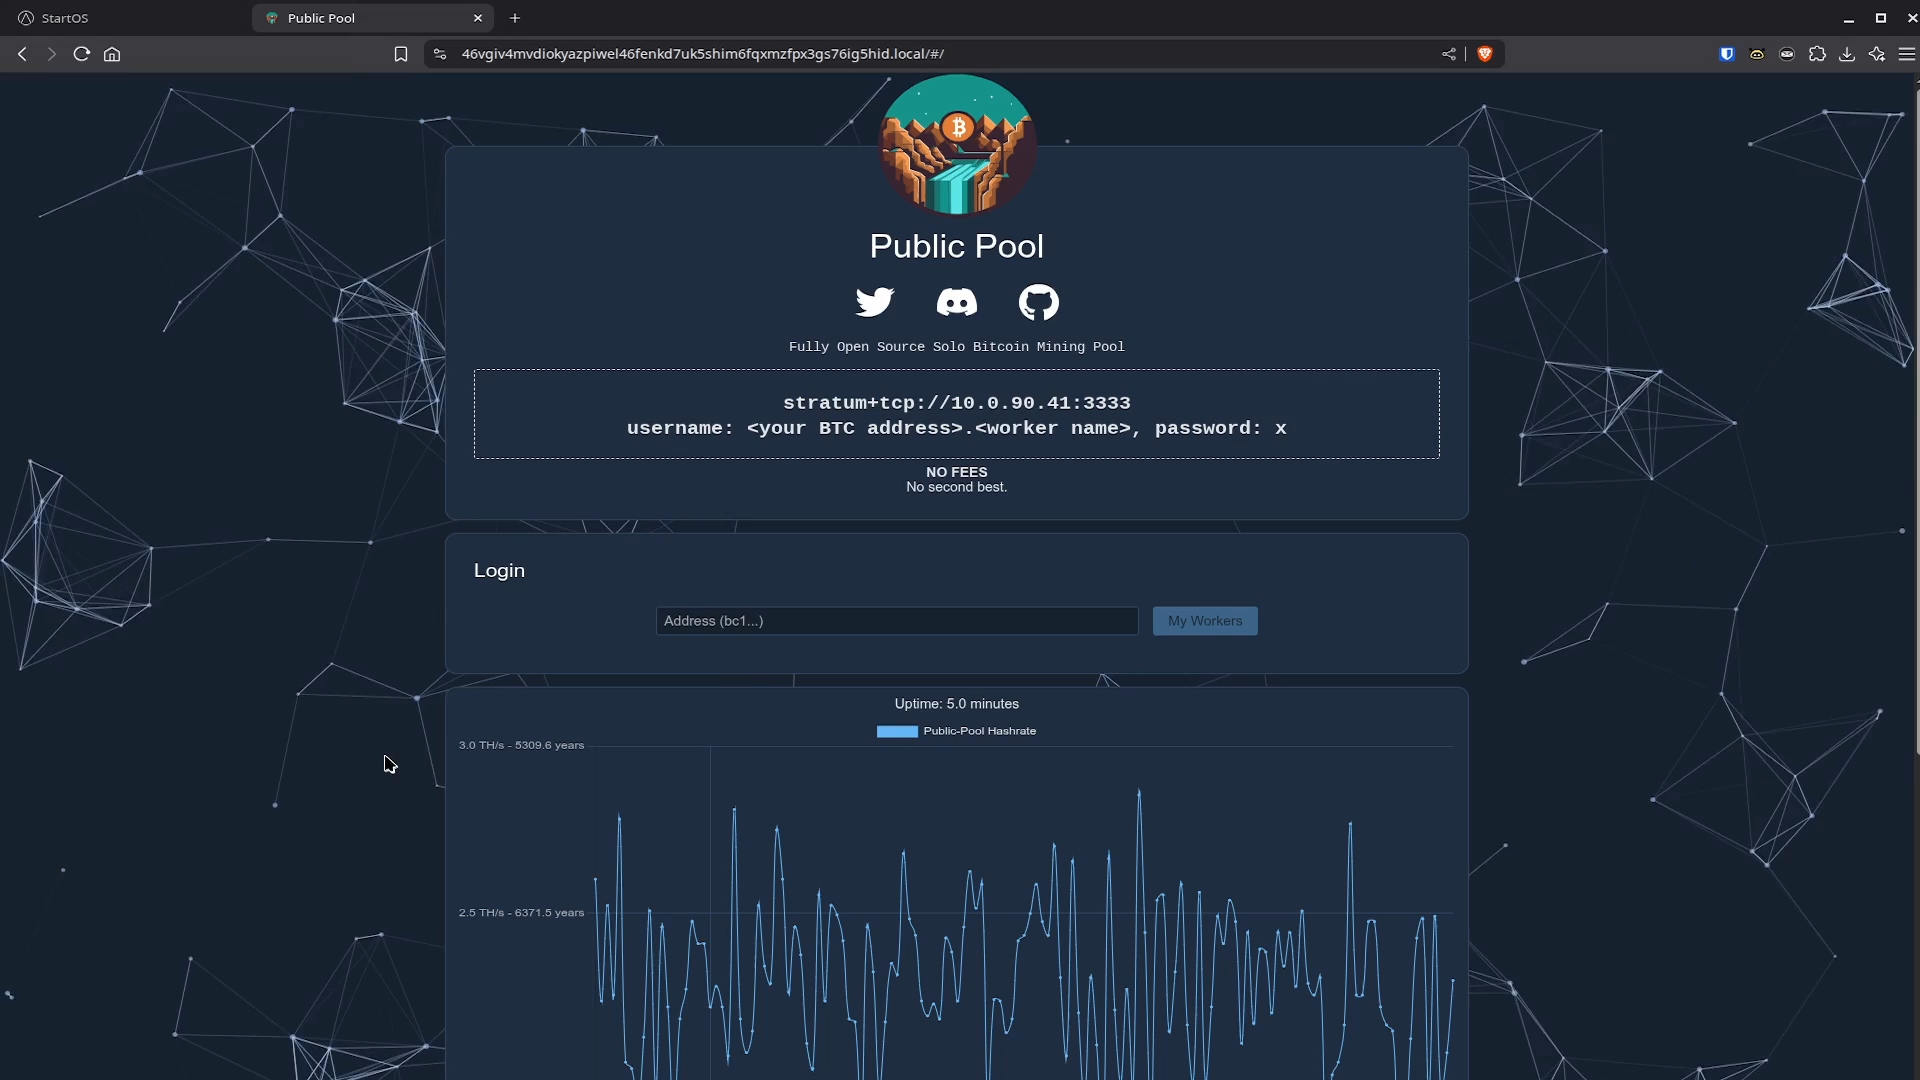 StartOS
Public Pool
46vgiv4mvdiokyazpiwel46fenkd7uk5shim6fqxmzfpx3gs76ig5hid.local/#/
Public Pool
Fully Open Source Solo Bitcoin Mining Pool
stratum+tcp://10.0.90.41:3333
username: <your BTC address>.<worker name>, password: x
NO FEES
No second best.
Login
Address (bc1...)
My Workers
Uptime: 5.0 minutes
Public-Pool Hashrate
3.0 TH/s - 5309.6 years
2.5 TH/s - 6371.5 years